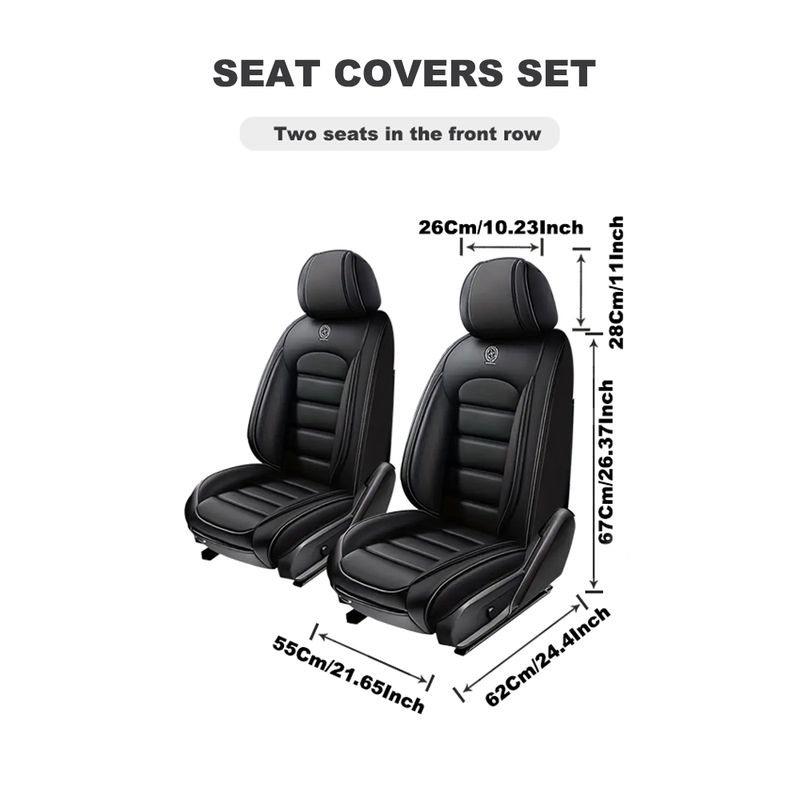 SEAT COVERS SET
Two seats in the front row
26Cm/10.23Inch
28Cm/11Inch
67Cm/26.37Inch
55Cm/21.65Inch
62Cm/24.4Inch